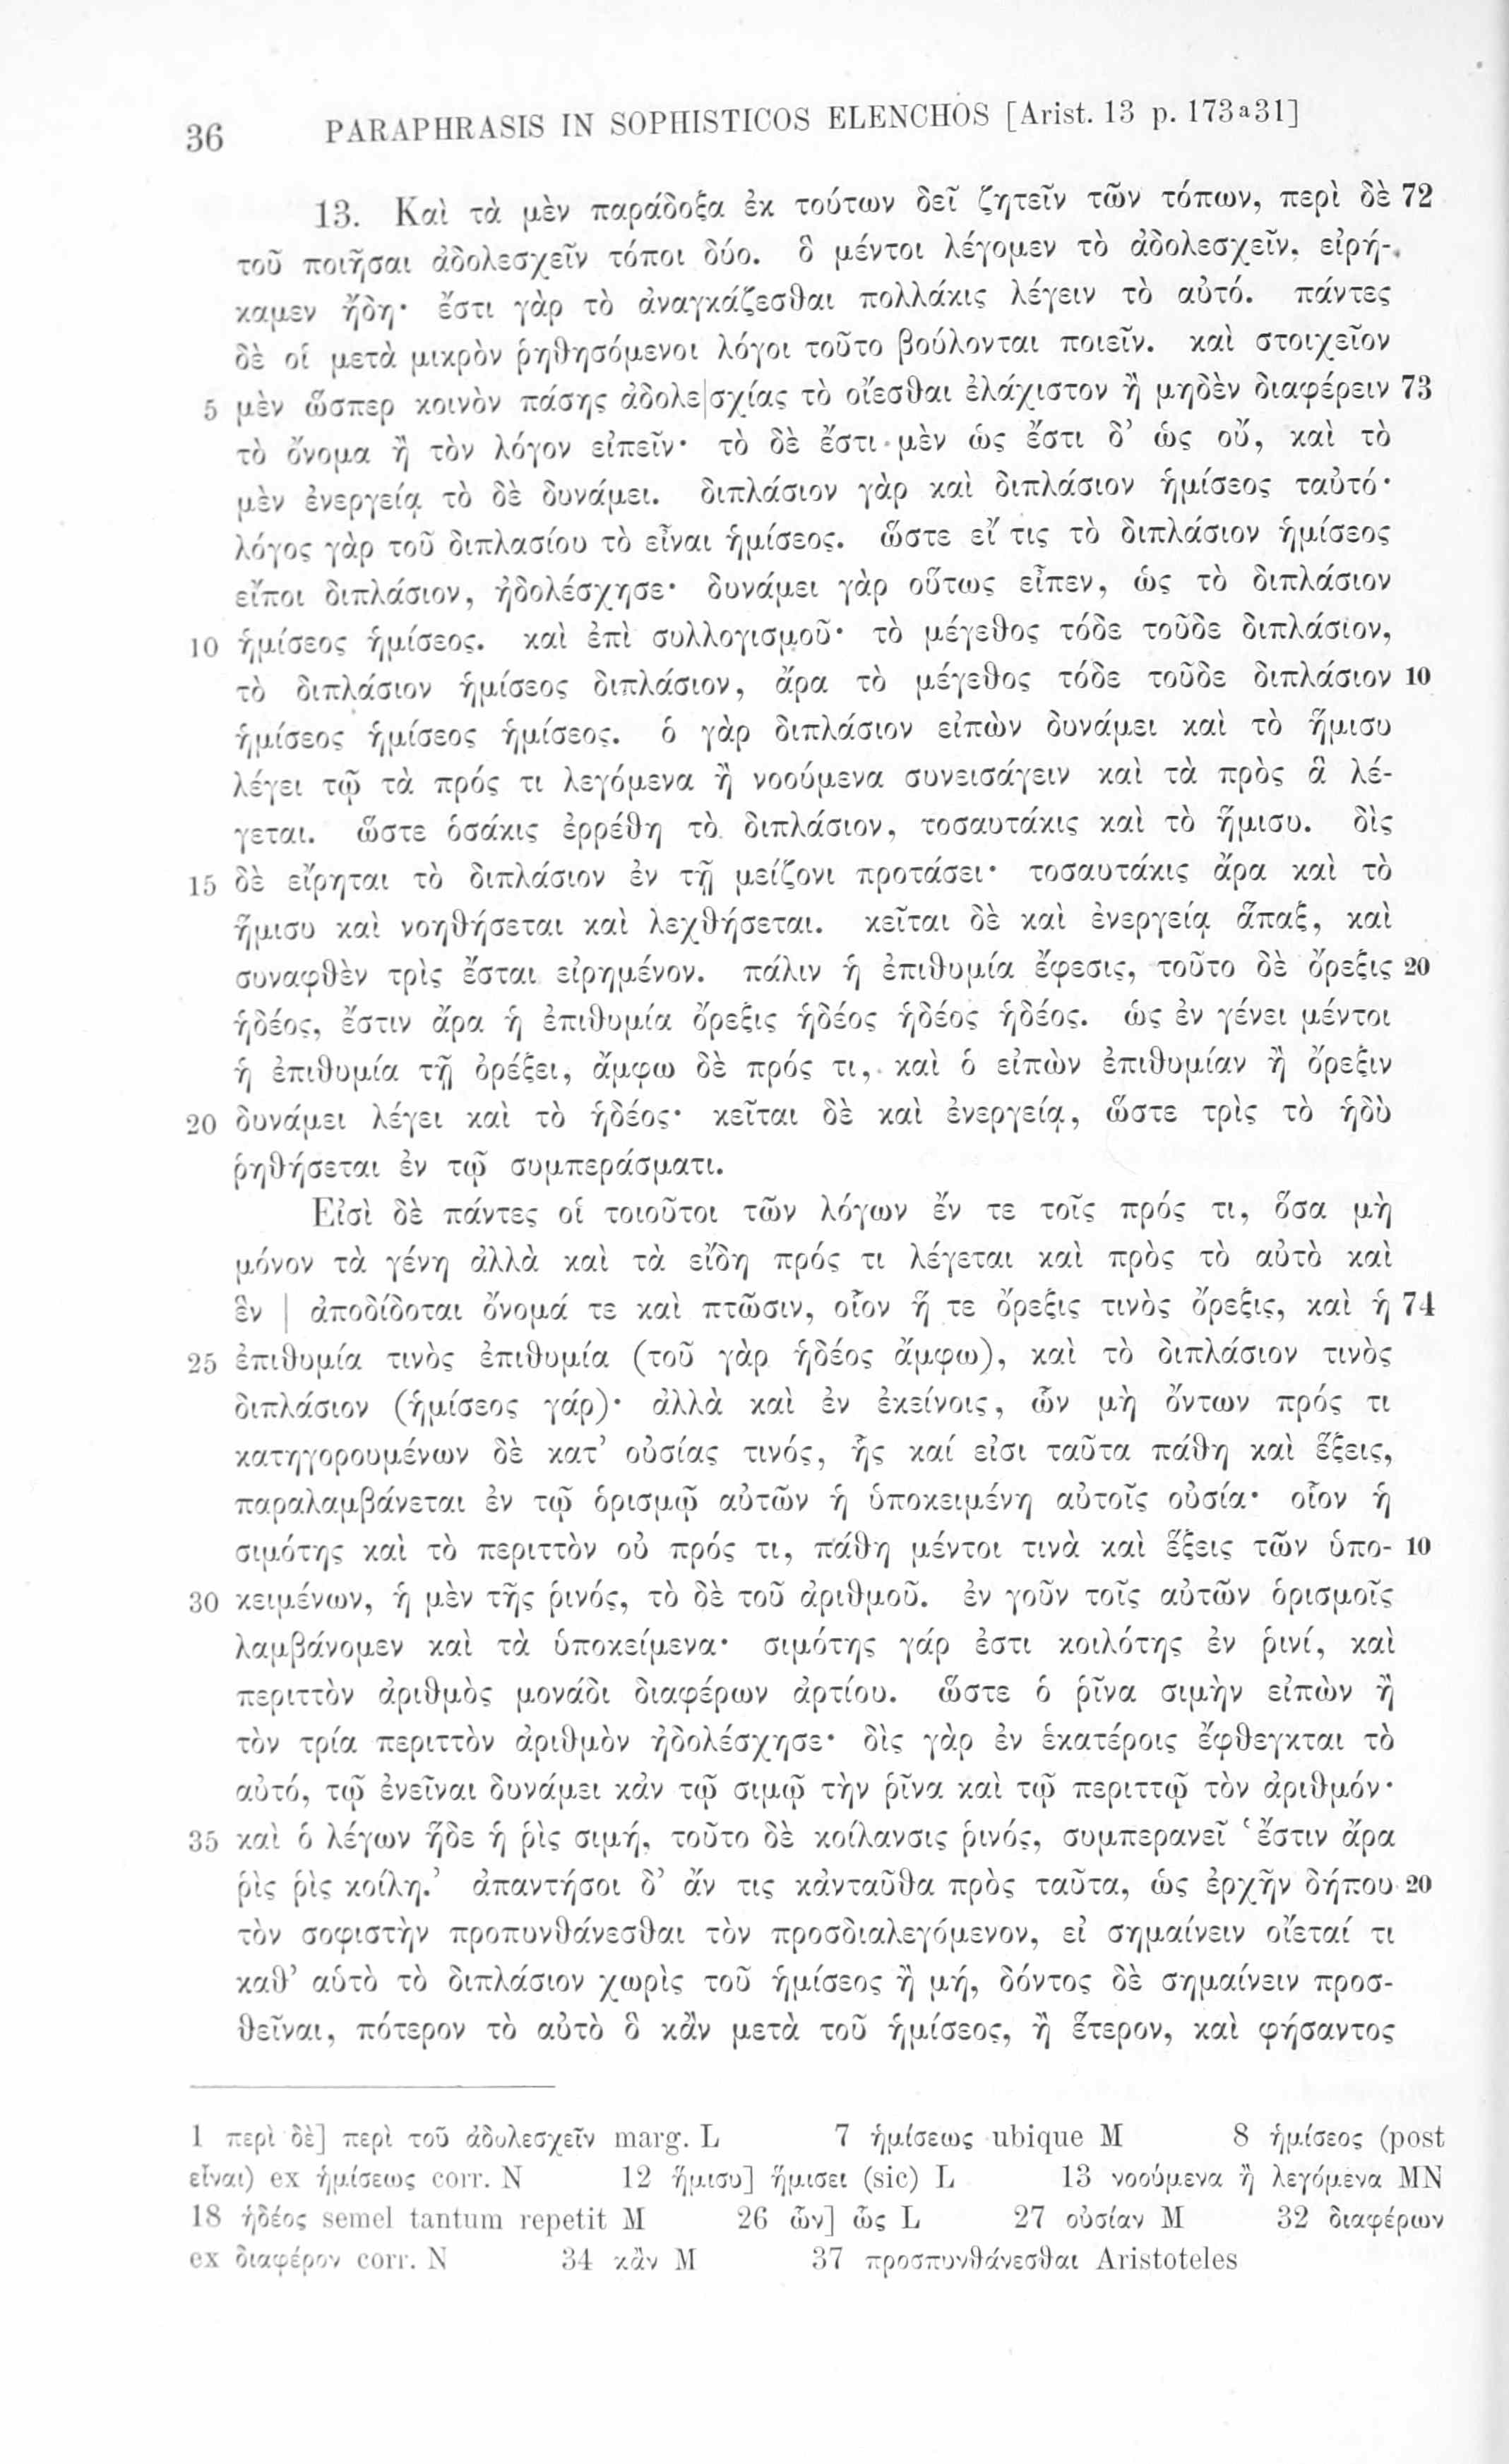 36 PARAPHRASIS IN SOPHISTICOS ELENCHOS [Arist. 13 p. 173ᵃ31]
13. Καὶ τὰ μὲν παράδοξα ἐκ τούτων δεῖ ζητεῖν τῶν τόπων, περὶ δὲ 72
τοῦ ποιῆσαι ἀδολεσχεῖν τόποι δύο. ὃ μέντοι λέγομεν τὸ ἀδολεσχεῖν, εἰρή-
καμεν ἤδη· ἔστι γὰρ τὸ ἀναγκάζεσθαι πολλάκις λέγειν τὸ αὐτό. πάντες
δὲ οἱ μετὰ μικρὸν ῥηθησόμενοι λόγοι τοῦτο βούλονται ποιεῖν. καὶ στοιχεῖον
5 μὲν ὥσπερ κοινὸν πάσης ἀδολε|σχίας τὸ οἴεσθαι ἐλάχιστον ἢ μηδὲν διαφέρειν 73
τὸ ὄνομα ἢ τὸν λόγον εἰπεῖν· τὸ δὲ ἔστι μὲν ὡς ἔστι δ’ ὡς οὔ, καὶ τὸ
μὲν ἐνεργείᾳ τὸ δὲ δυνάμει. διπλάσιον γὰρ καὶ διπλάσιον ἡμίσεος ταὐτό·
λόγος γὰρ τοῦ διπλασίου τὸ εἶναι ἡμίσεος. ὥστε εἴ τις τὸ διπλάσιον ἡμίσεος
εἴποι διπλάσιον, ἠδολέσχησε· δυνάμει γὰρ οὕτως εἶπεν, ὡς τὸ διπλάσιον
10 ἡμίσεος ἡμίσεος. καὶ ἐπὶ συλλογισμοῦ· τὸ μέγεθος τόδε τοῦδε διπλάσιον,
τὸ διπλάσιον ἡμίσεος διπλάσιον, ἄρα τὸ μέγεθος τόδε τοῦδε διπλάσιον 10
ἡμίσεος ἡμίσεος ἡμίσεος. ὁ γὰρ διπλάσιον εἰπὼν δυνάμει καὶ τὸ ἥμισυ
λέγει τῷ τὰ πρός τι λεγόμενα ἢ νοούμενα συνεισάγειν καὶ τὰ πρὸς ἃ λέ-
γεται. ὥστε ὁσάκις ἐρρέθη τὸ διπλάσιον, τοσαυτάκις καὶ τὸ ἥμισυ. δὶς
15 δὲ εἴρηται τὸ διπλάσιον ἐν τῇ μείζονι προτάσει· τοσαυτάκις ἄρα καὶ τὸ
ἥμισυ καὶ νοηθήσεται καὶ λεχθήσεται. κεῖται δὲ καὶ ἐνεργείᾳ ἅπαξ, καὶ
συναφθὲν τρὶς ἔσται εἰρημένον. πάλιν ἡ ἐπιθυμία ἔφεσις, τοῦτο δὲ ὄρεξις 20
ἡδέος, ἔστιν ἄρα ἡ ἐπιθυμία ὄρεξις ἡδέος ἡδέος ἡδέος. ὡς ἐν γένει μέντοι
ἡ ἐπιθυμία τῇ ὀρέξει, ἄμφω δὲ πρός τι, καὶ ὁ εἰπὼν ἐπιθυμίαν ἢ ὄρεξιν
20 δυνάμει λέγει καὶ τὸ ἡδέος· κεῖται δὲ καὶ ἐνεργείᾳ, ὥστε τρὶς τὸ ἡδὺ
ῥηθήσεται ἐν τῷ συμπεράσματι.
Εἰσὶ δὲ πάντες οἱ τοιοῦτοι τῶν λόγων ἔν τε τοῖς πρός τι, ὅσα μὴ
μόνον τὰ γένη ἀλλὰ καὶ τὰ εἴδη πρός τι λέγεται καὶ πρὸς τὸ αὐτὸ καὶ
ἓν | ἀποδίδοται ὄνομά τε καὶ πτῶσιν, οἷον ἥ τε ὄρεξις τινὸς ὄρεξις, καὶ ἡ 74
25 ἐπιθυμία τινὸς ἐπιθυμία (τοῦ γὰρ ἡδέος ἄμφω), καὶ τὸ διπλάσιον τινὸς
διπλάσιον (ἡμίσεος γάρ)· ἀλλὰ καὶ ἐν ἐκείνοις, ὧν μὴ ὄντων πρός τι
κατηγορουμένων δὲ κατ’ οὐσίας τινός, ἧς καί εἰσι ταῦτα πάθη καὶ ἕξεις,
παραλαμβάνεται ἐν τῷ ὁρισμῷ αὐτῶν ἡ ὑποκειμένη αὐτοῖς οὐσία· οἷον ἡ
σιμότης καὶ τὸ περιττὸν οὐ πρός τι, πάθη μέντοι τινὰ καὶ ἕξεις τῶν ὑπο- 10
30 κειμένων, ἡ μὲν τῆς ῥινός, τὸ δὲ τοῦ ἀριθμοῦ. ἐν γοῦν τοῖς αὐτῶν ὁρισμοῖς
λαμβάνομεν καὶ τὰ ὑποκείμενα· σιμότης γάρ ἐστι κοιλότης ἐν ῥινί, καὶ
περιττὸν ἀριθμὸς μονάδι διαφέρων ἀρτίου. ὥστε ὁ ῥῖνα σιμὴν εἰπὼν ἢ
τὸν τρία περιττὸν ἀριθμὸν ἠδολέσχησε· δὶς γὰρ ἐν ἑκατέροις ἔφθεγκται τὸ
αὐτό, τῷ ἐνεῖναι δυνάμει κἀν τῷ σιμῷ τὴν ῥῖνα καὶ τῷ περιττῷ τὸν ἀριθμόν·
35 καὶ ὁ λέγων ἥδε ἡ ῥὶς σιμή, τοῦτο δὲ κοίλανσις ῥινός, συμπερανεῖ ‘ἔστιν ἄρα
ῥὶς ῥὶς κοίλη.’ ἀπαντήσοι δ’ ἄν τις κἀνταῦθα πρὸς ταῦτα, ὡς ἐρχῆν δήπου 20
τὸν σοφιστὴν προπυνθάνεσθαι τὸν προσδιαλεγόμενον, εἰ σημαίνειν οἴεταί τι
καθ’ αὑτὸ τὸ διπλάσιον χωρὶς τοῦ ἡμίσεος ἢ μή, δόντος δὲ σημαίνειν προσ-
θεῖναι, πότερον τὸ αὐτὸ ὃ κἂν μετὰ τοῦ ἡμίσεος, ἢ ἕτερον, καὶ φήσαντος
1 περὶ δὲ] περὶ τοῦ ἀδολεσχεῖν marg. L 7 ἡμίσεως ubique M 8 ἡμίσεος (post
εἶναι) ex ἡμίσεως corr. N 12 ἥμισυ] ἥμισει (sic) L 13 νοούμενα ἢ λεγόμενα MN
18 ἡδέος semel tantum repetit M 26 ὧν] ὡς L 27 οὐσίαν M 32 διαφέρων
ex διαφέρον corr. N 34 κἂν M 37 προσπυνθάνεσθαι Aristoteles